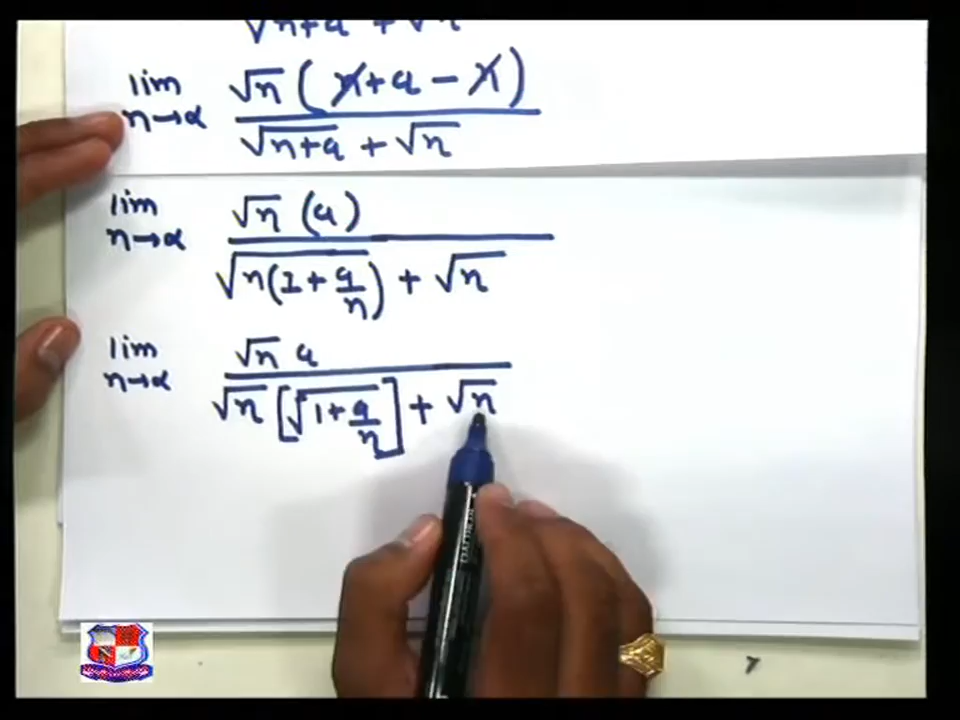 √n+a + √n
lim n→∝ √n (n+a − n)
√n+a + √n
lim n→∝ √n (a)
√n(1 + a/n) + √n
lim n→∝ √n a
√n [√1 + a/n] + √n